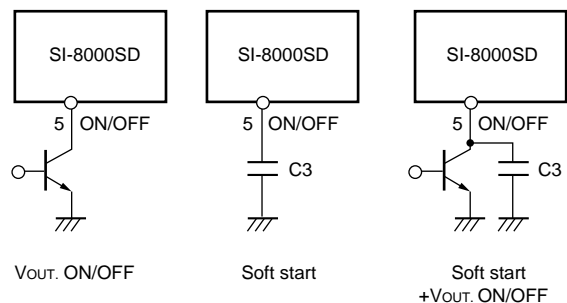 SI-8000SD
SI-8000SD
SI-8000SD
5 ON/OFF
5 ON/OFF
5 ON/OFF
C3
C3
VOUT. ON/OFF
Soft start
Soft start
+VOUT. ON/OFF